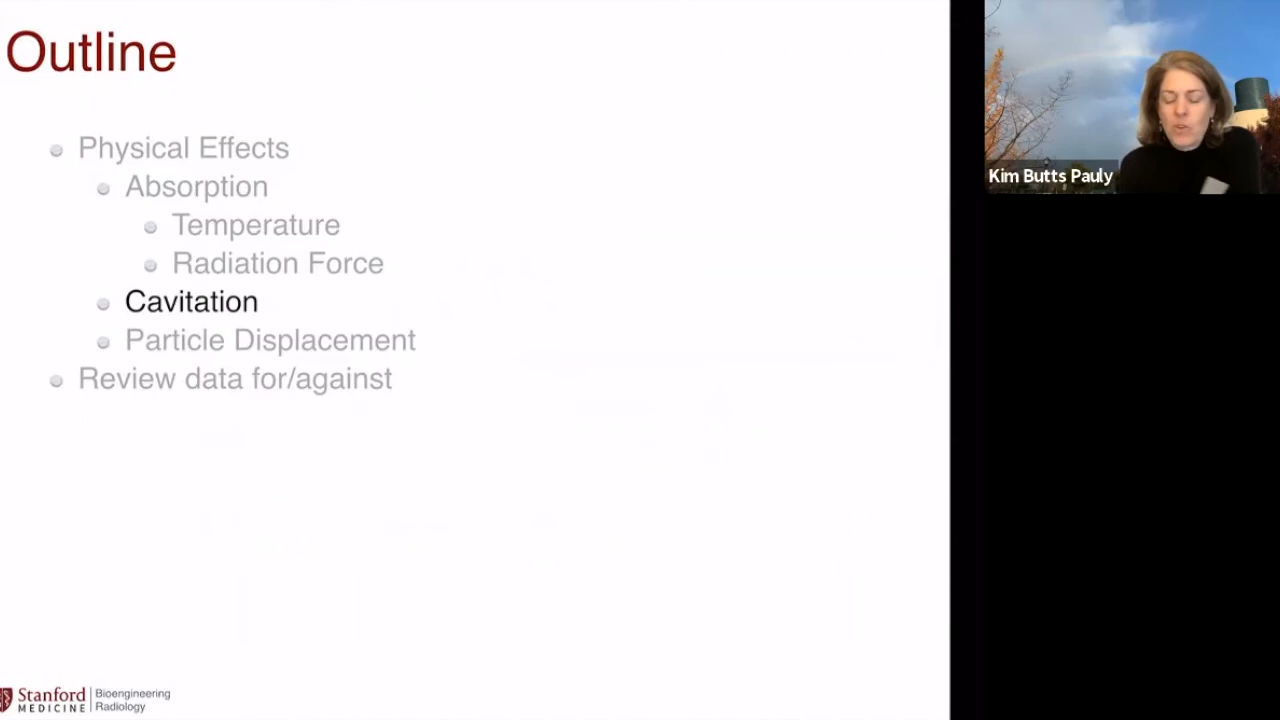 Outline
Physical Effects
Absorption
Temperature
Radiation Force
Cavitation
Particle Displacement
Review data for/against
Kim Butts Pauly
Stanford
MEDICINE
Bioengineering
Radiology